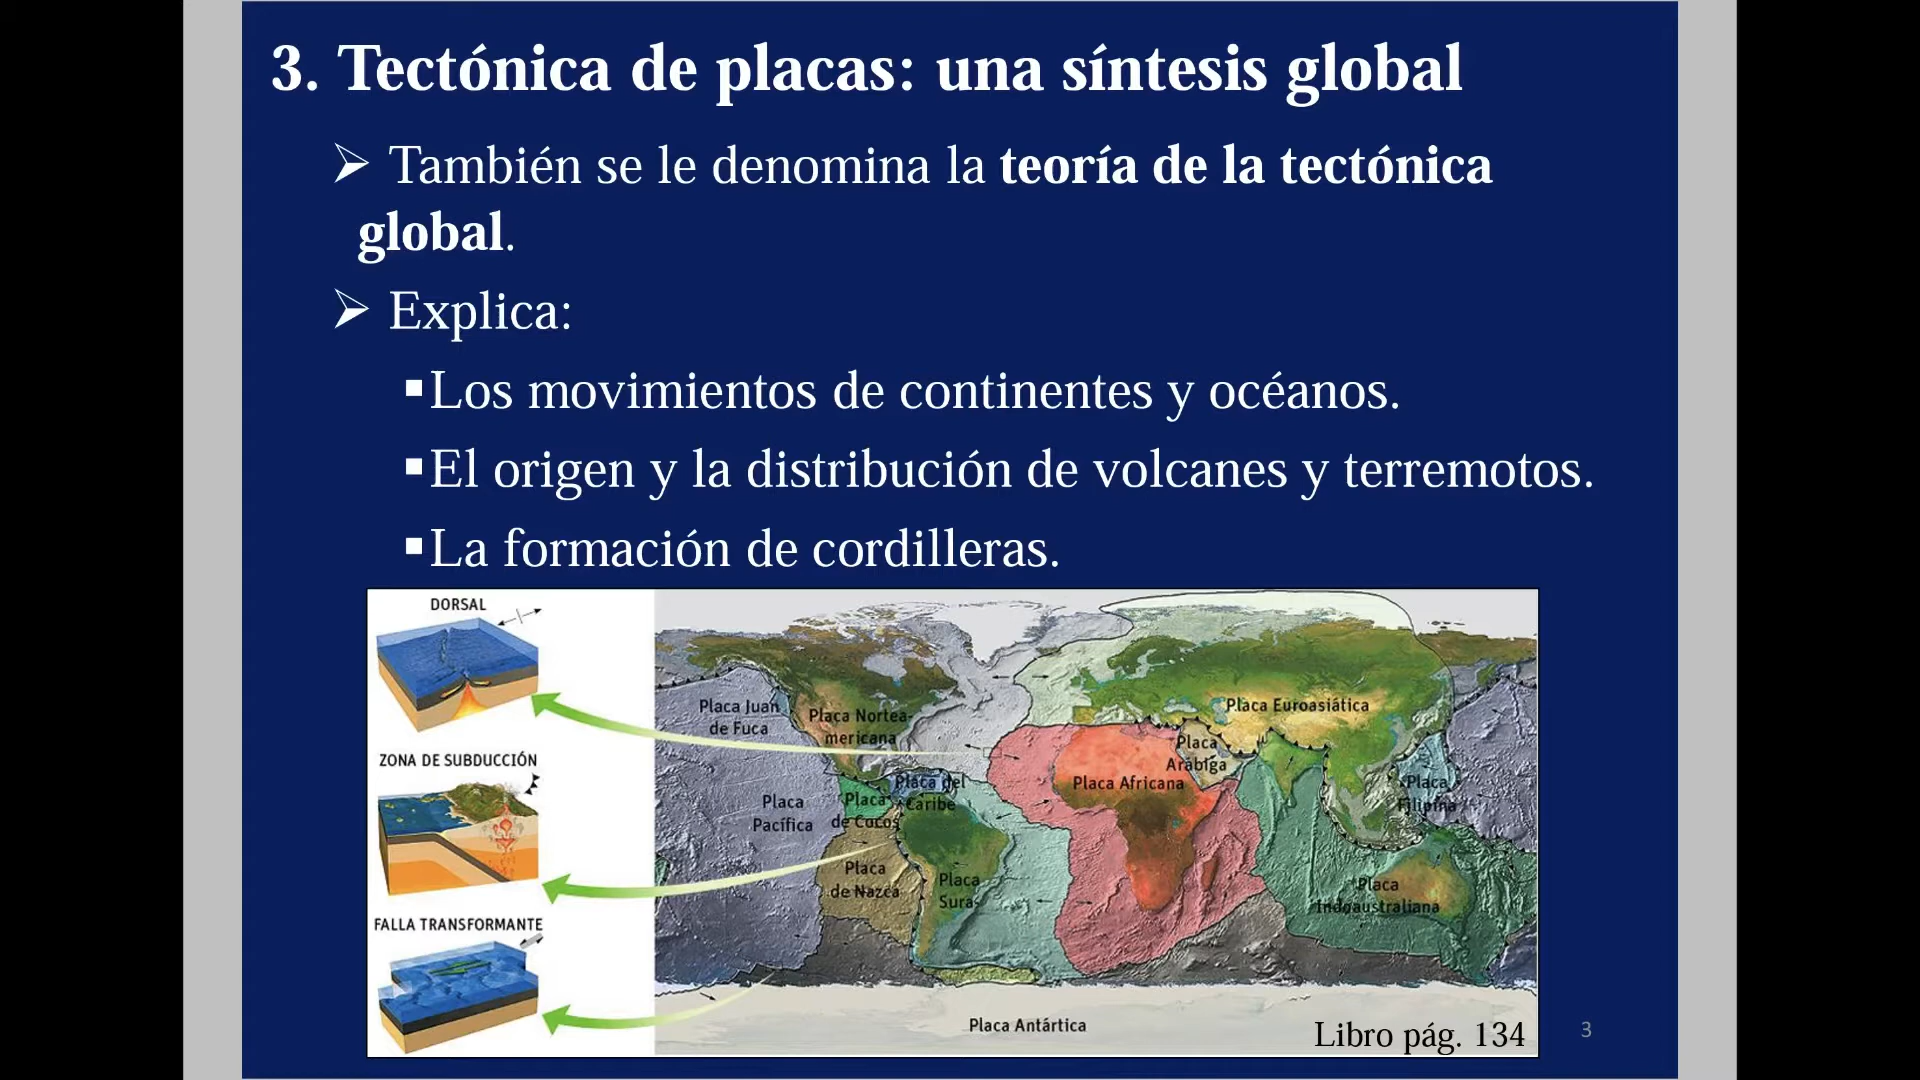 3. Tectónica de placas: una síntesis global
➢ También se le denomina la teoría de la tectónica
global.
➢ Explica:
▪Los movimientos de continentes y océanos.
▪El origen y la distribución de volcanes y terremotos.
▪La formación de cordilleras.
DORSAL
ZONA DE SUBDUCCIÓN
FALLA TRANSFORMANTE
Placa Juan
de Fuca
Placa Nortea-
mericana
Placa Euroasiática
Placa
Arábiga
Placa Africana
Placa del
Caribe
Placa
de Cocos
Placa
Pacífica
Placa
Filipina
Placa
de Nazca
Placa
Sura-
Placa
Indoaustraliana
Placa Antártica
Libro pág. 134
3